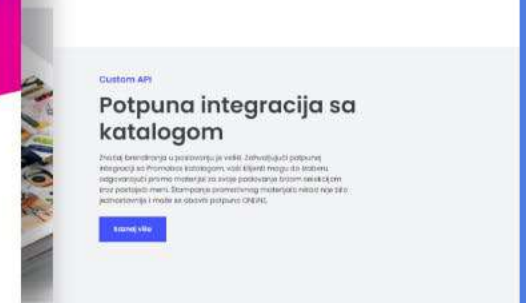 Custom API
Potpuna integracija sa
katalogom
Značaj brendiranja u poslovanju je veliki. Zahvaljujući potpunoj
integraciji sa Promobox katalogom, vaši klijenti mogu da izaberu
odgovarajući promo materijal za svoje poslovanje brzom selekcijom
kroz postojeći meni. Štampanje promotivnog materijala nikad nije bilo
jednostavnije i može se obaviti potpuno ONLINE.
Saznaj više